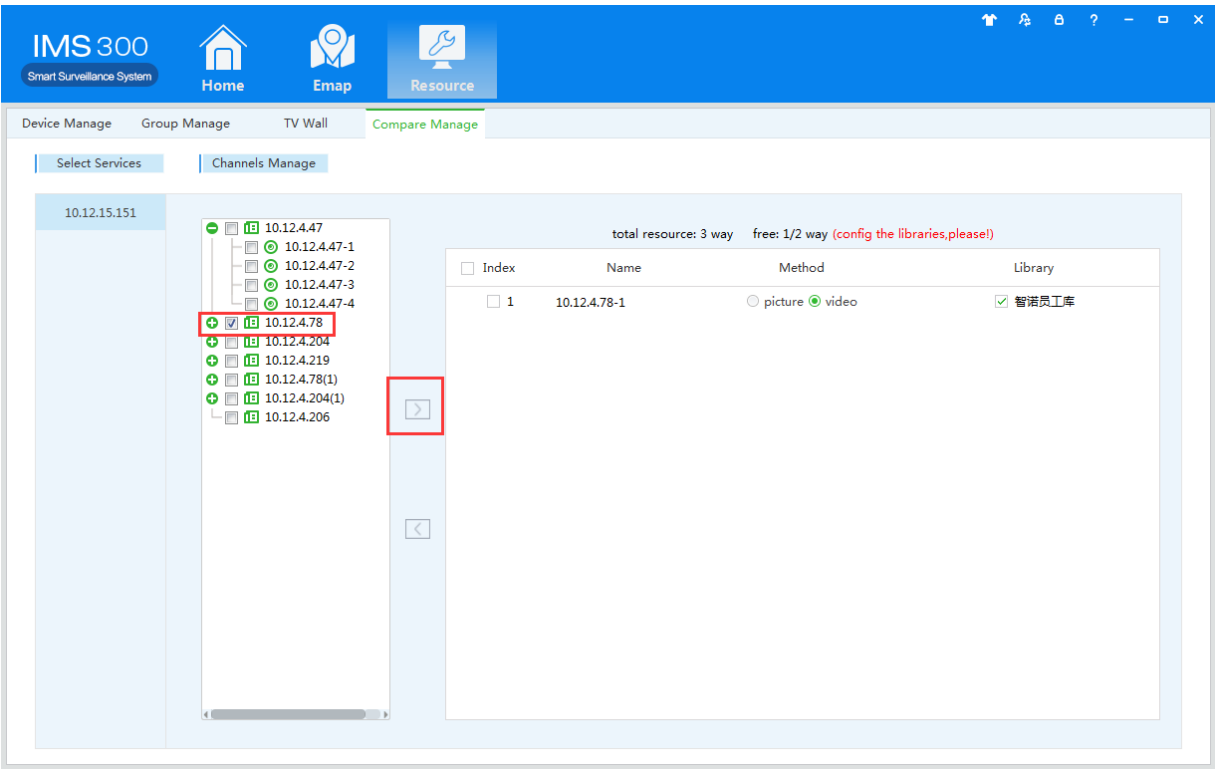 IMS 300
Smart Surveillance System
Home
Emap
Resource
Device Manage
Group Manage
TV Wall
Compare Manage
Select Services
Channels Manage
10.12.15.151
10.12.4.47
10.12.4.47-1
10.12.4.47-2
10.12.4.47-3
10.12.4.47-4
10.12.4.78
10.12.4.204
10.12.4.219
10.12.4.78(1)
10.12.4.204(1)
10.12.4.206
total resource: 3 way free: 1/2 way (config the libraries,please!)
Index Name Method Library
1 10.12.4.78-1 picture video 智诺员工库